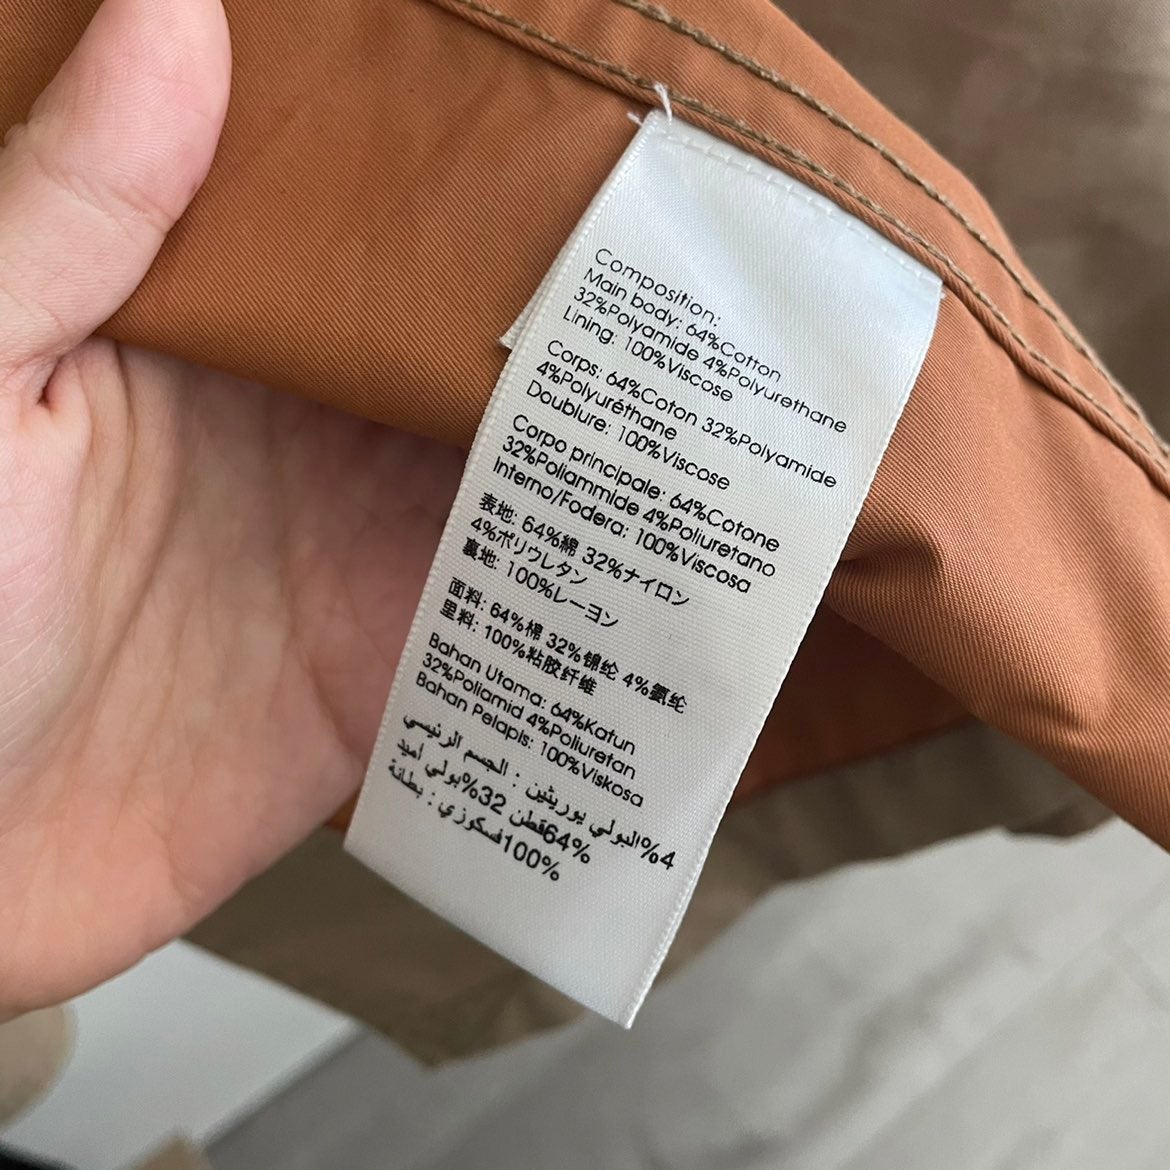 Composition:
Main body: 64%Cotton
32%Polyamide 4%Polyurethane
Lining: 100%Viscose
Corps: 64%Coton 32%Polyamide
4%Polyuréthane
Doublure: 100%Viscose
Corpo principale: 64%Cotone
32%Poliammide 4%Poliuretano
Interno/Fodera: 100%Viscosa
表地: 64%綿 32%ナイロン
4%ポリウレタン
裏地: 100%レーヨン
面料: 64%棉 32%锦纶 4%氨纶
里料: 100%粘胶纤维
Bahan Utama: 64%Katun
32%Poliamid 4%Poliuretan
Bahan Pelapis: 100%Viskosa
4%البولي يوريثين : الجسم الرئيسي
64%قطن 32%بولي أميد
100%فسكوزي : بطانة